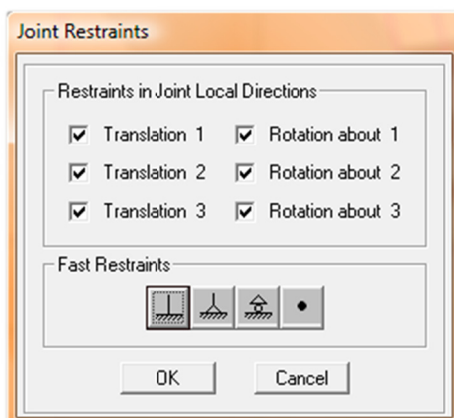 Joint Restraints
Restraints in Joint Local Directions
Translation 1 Rotation about 1
Translation 2 Rotation about 2
Translation 3 Rotation about 3
Fast Restraints
OK Cancel